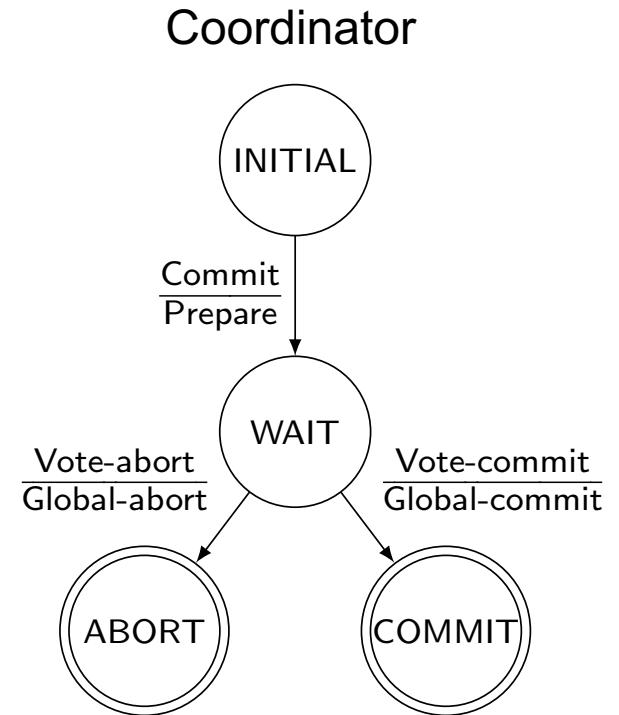 Coordinator
INITIAL
Commit
Prepare
WAIT
Vote-abort
Global-abort
Vote-commit
Global-commit
ABORT
COMMIT